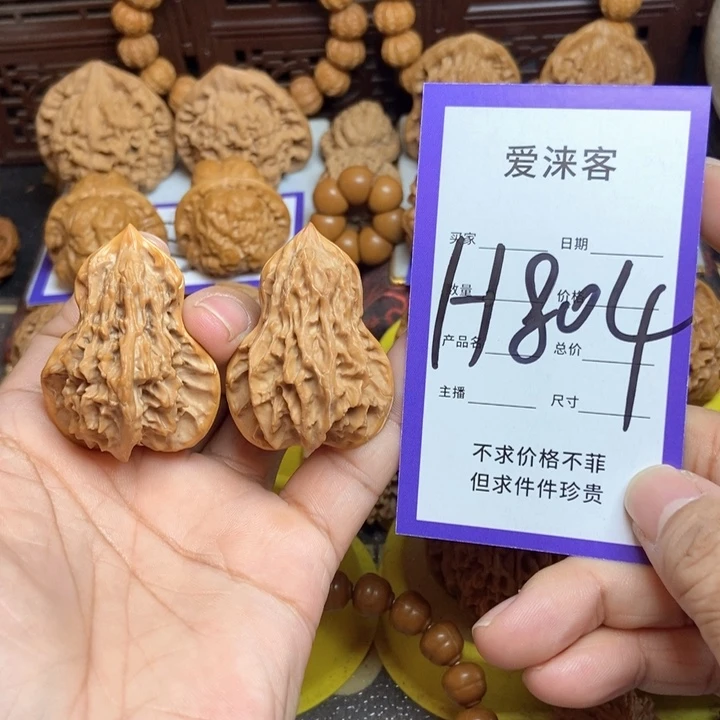 爱涞客
买家 日期
数量 价格
产品名 总价
主播 尺寸
H804
不求价格不菲
但求件件珍贵